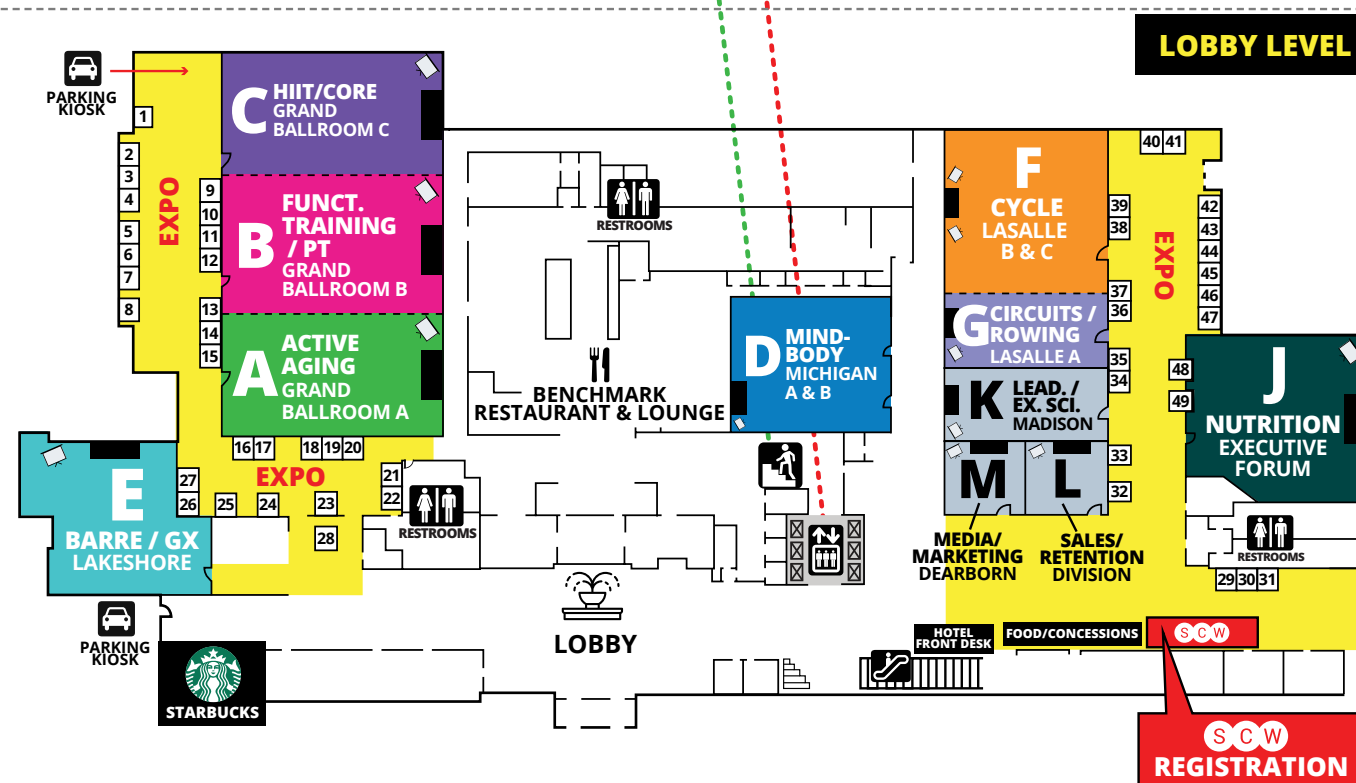 LOBBY LEVEL
PARKING
KIOSK
EXPO
1
2
3
4
5
6
7
8
9
10
11
12
13
14
15
C
HIIT/CORE
GRAND
BALLROOM C
B
FUNCT.
TRAINING
/ PT
GRAND
BALLROOM B
A
ACTIVE
AGING
GRAND
BALLROOM A
16 17 18 19 20
EXPO
21
22
27
26 25 24 23
28
E
BARRE / GX
LAKESHORE
PARKING
KIOSK
STARBUCKS
RESTROOMS
RESTROOMS
BENCHMARK
RESTAURANT & LOUNGE
D
MIND-
BODY
MICHIGAN
A & B
LOBBY
F
CYCLE
LASALLE
B & C
G
CIRCUITS /
ROWING
LASALLE A
K
LEAD. /
EX. SCI.
MADISON
M
L
MEDIA/
MARKETING
DEARBORN
SALES/
RETENTION
DIVISION
EXPO
40 41
39
38
37
36
35
34
33
32
42
43
44
45
46
47
48
49
J
NUTRITION
EXECUTIVE
FORUM
RESTROOMS
29 30 31
HOTEL
FRONT DESK
FOOD/CONCESSIONS
SCW
SCW
REGISTRATION